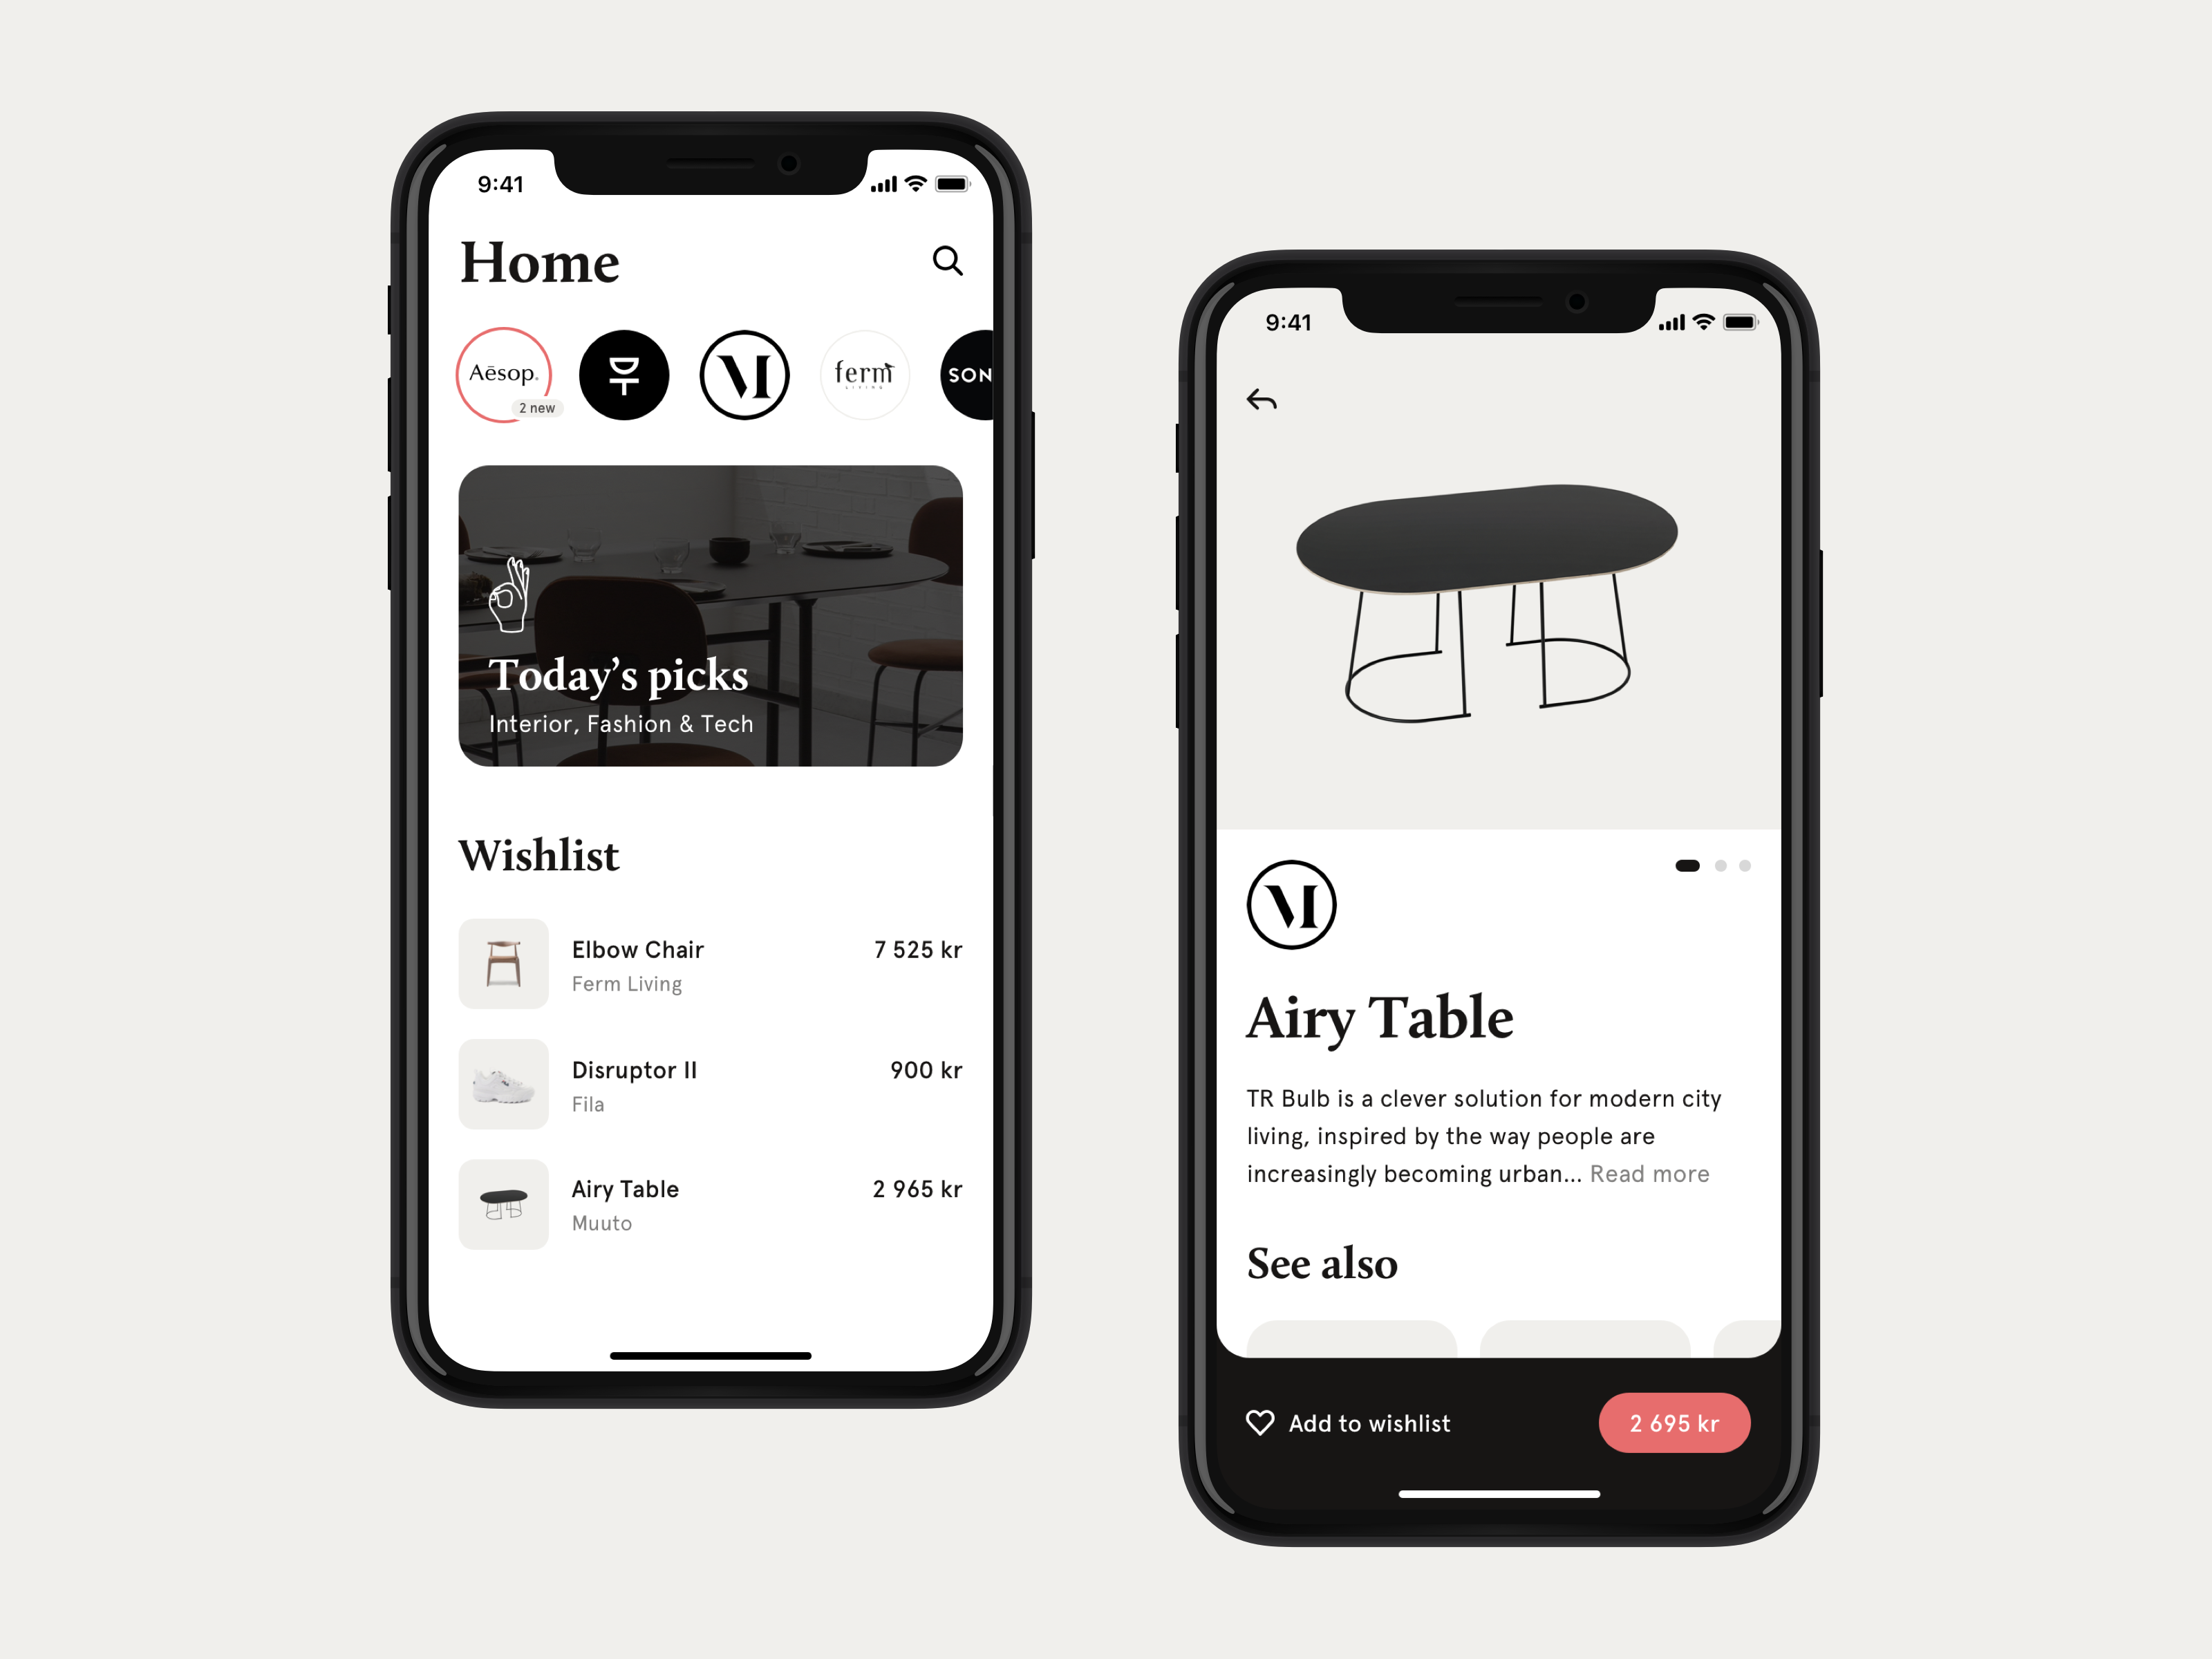 9:41
Home
Aēsop.
2 new
M
ferm
LIVING
SON
Today's picks
Interior, Fashion & Tech
Wishlist
Elbow Chair
7 525 kr
Ferm Living
Disruptor II
900 kr
Fila
Airy Table
2 965 kr
Muuto
9:41
M
Airy Table
TR Bulb is a clever solution for modern city
living, inspired by the way people are
increasingly becoming urban... Read more
See also
Add to wishlist
2 695 kr